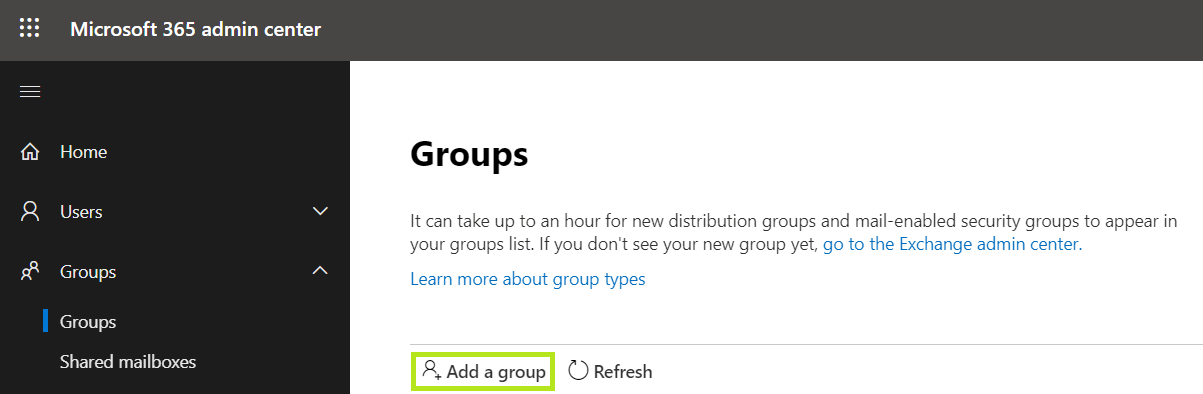 Microsoft 365 admin center
Home
Users
Groups
Groups
Shared mailboxes
Groups
It can take up to an hour for new distribution groups and mail-enabled security groups to appear in
your groups list. If you don't see your new group yet, go to the Exchange admin center.
Learn more about group types
Add a group
Refresh